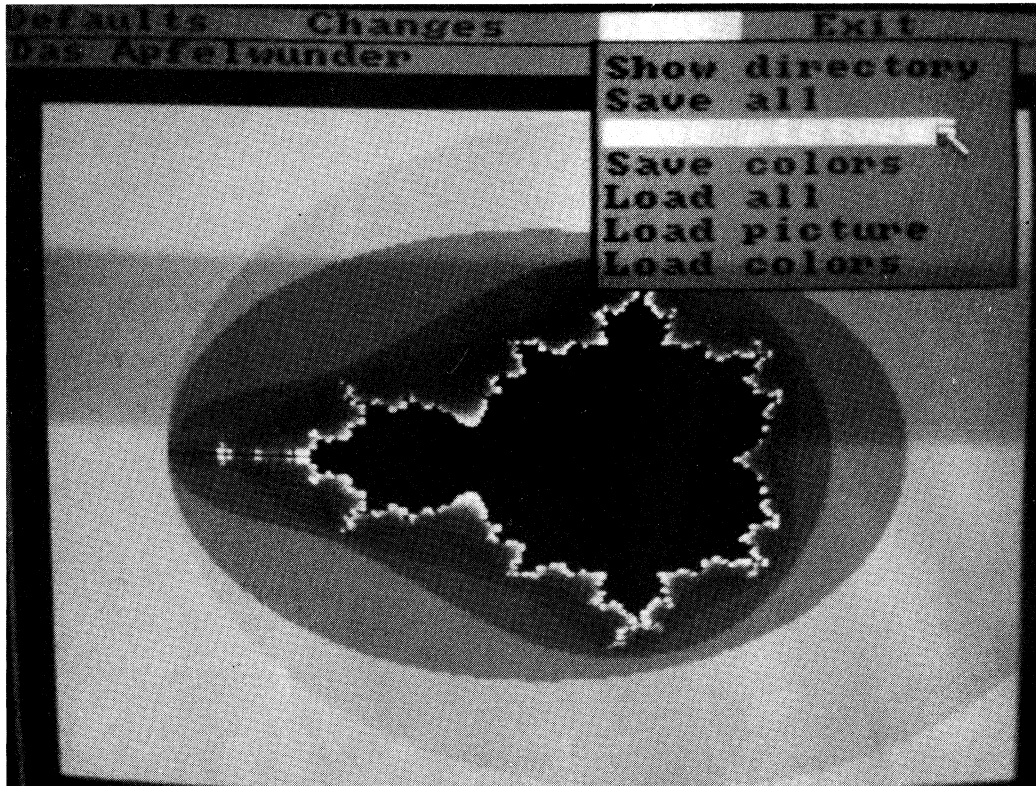 Defaults Changes Exit
Das Apfelwunder
Show directory
Save all
Save colors
Load all
Load picture
Load colors